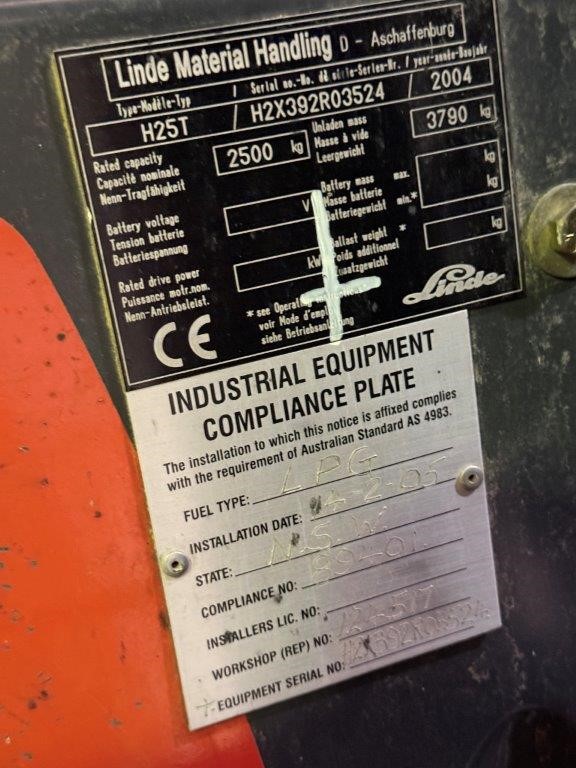 Linde Material Handling D - Aschaffenburg
Type-Modèle-Typ / Serial no.-No. de série-Serien-Nr. / year-année-Baujahr
H25T / H2X392R03524 / 2004
Rated capacity
Capacité nominale
Nenn-Tragfähigkeit
2500 kg
Unladen mass
Masse à vide
Leergewicht
3790 kg
Battery voltage
Tension batterie
Batteriespannung
V
Battery mass max.
Masse batterie
Batteriegewicht min.*
kg
kg
Rated drive power
Puissance motr.nom.
Nenn-Antriebsleist.
kW
Ballast weight *
Poids additionnel
Zusatzgewicht
kg
CE
* see Operating
voir Mode d'emploi
siehe Betriebsanleitung
Linde
INDUSTRIAL EQUIPMENT
COMPLIANCE PLATE
The installation to which this notice is affixed complies
with the requirement of Australian Standard AS 4983.
FUEL TYPE: LPG
INSTALLATION DATE: 14-2-05
STATE: N.S.W
COMPLIANCE NO:
INSTALLERS LIC. NO:
WORKSHOP (REP) NO:
+ EQUIPMENT SERIAL NO: H2X392R03524